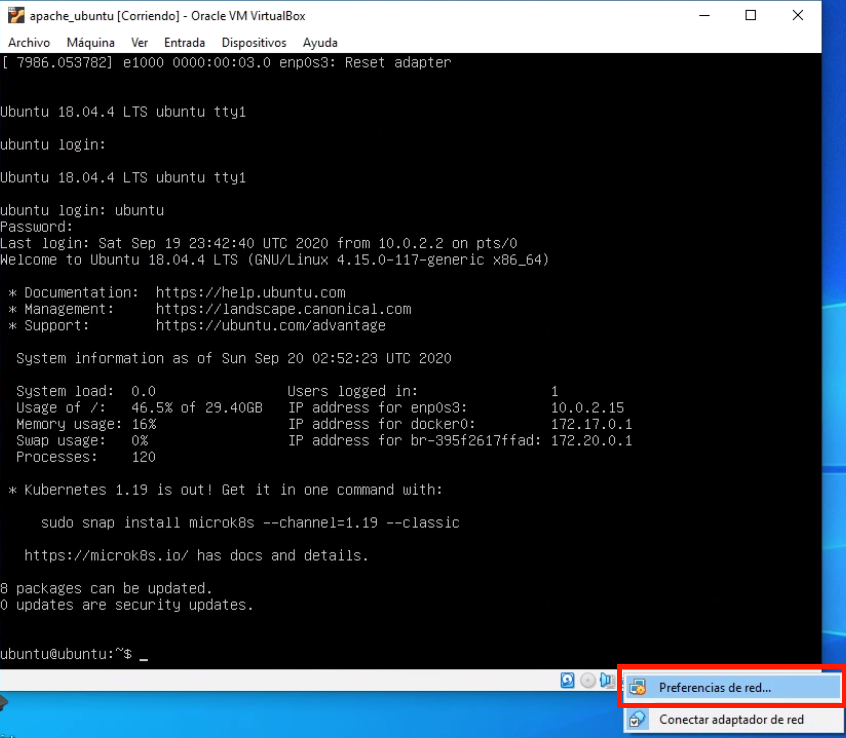 apache_ubuntu [Corriendo] - Oracle VM VirtualBox
Archivo Máquina Ver Entrada Dispositivos Ayuda
[ 7986.053782] e1000 0000:00:03.0 enp0s3: Reset adapter
Ubuntu 18.04.4 LTS ubuntu tty1
ubuntu login:
Ubuntu 18.04.4 LTS ubuntu tty1
ubuntu login: ubuntu
Password:
Last login: Sat Sep 19 23:42:40 UTC 2020 from 10.0.2.2 on pts/0
Welcome to Ubuntu 18.04.4 LTS (GNU/Linux 4.15.0-117-generic x86_64)
* Documentation: https://help.ubuntu.com
* Management: https://landscape.canonical.com
* Support: https://ubuntu.com/advantage
System information as of Sun Sep 20 02:52:23 UTC 2020
System load: 0.0 Users logged in: 1
Usage of /: 46.5% of 29.40GB IP address for enp0s3: 10.0.2.15
Memory usage: 16% IP address for docker0: 172.17.0.1
Swap usage: 0% IP address for br-395f2617ffad: 172.20.0.1
Processes: 120
* Kubernetes 1.19 is out! Get it in one command with:
sudo snap install microk8s --channel=1.19 --classic
https://microk8s.io/ has docs and details.
8 packages can be updated.
0 updates are security updates.
ubuntu@ubuntu:~$ _
Preferencias de red...
Conectar adaptador de red